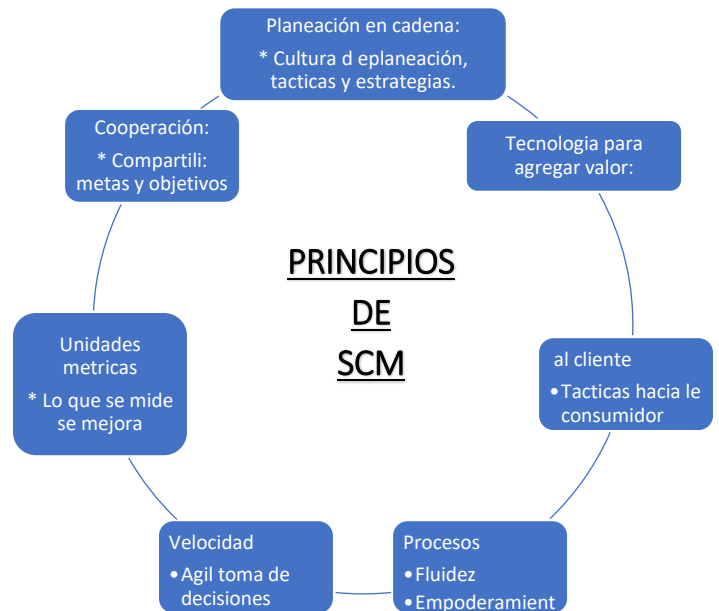 Planeación en cadena:
* Cultura d eplaneación,
tacticas y estrategias.
Tecnologia para
agregar valor:
al cliente
•Tacticas hacia le
consumidor
Procesos
•Fluidez
•Empoderamient
Velocidad
•Agil toma de
decisiones
Unidades
metricas
* Lo que se mide
se mejora
Cooperación:
* Compartili:
metas y objetivos
PRINCIPIOS
DE
SCM